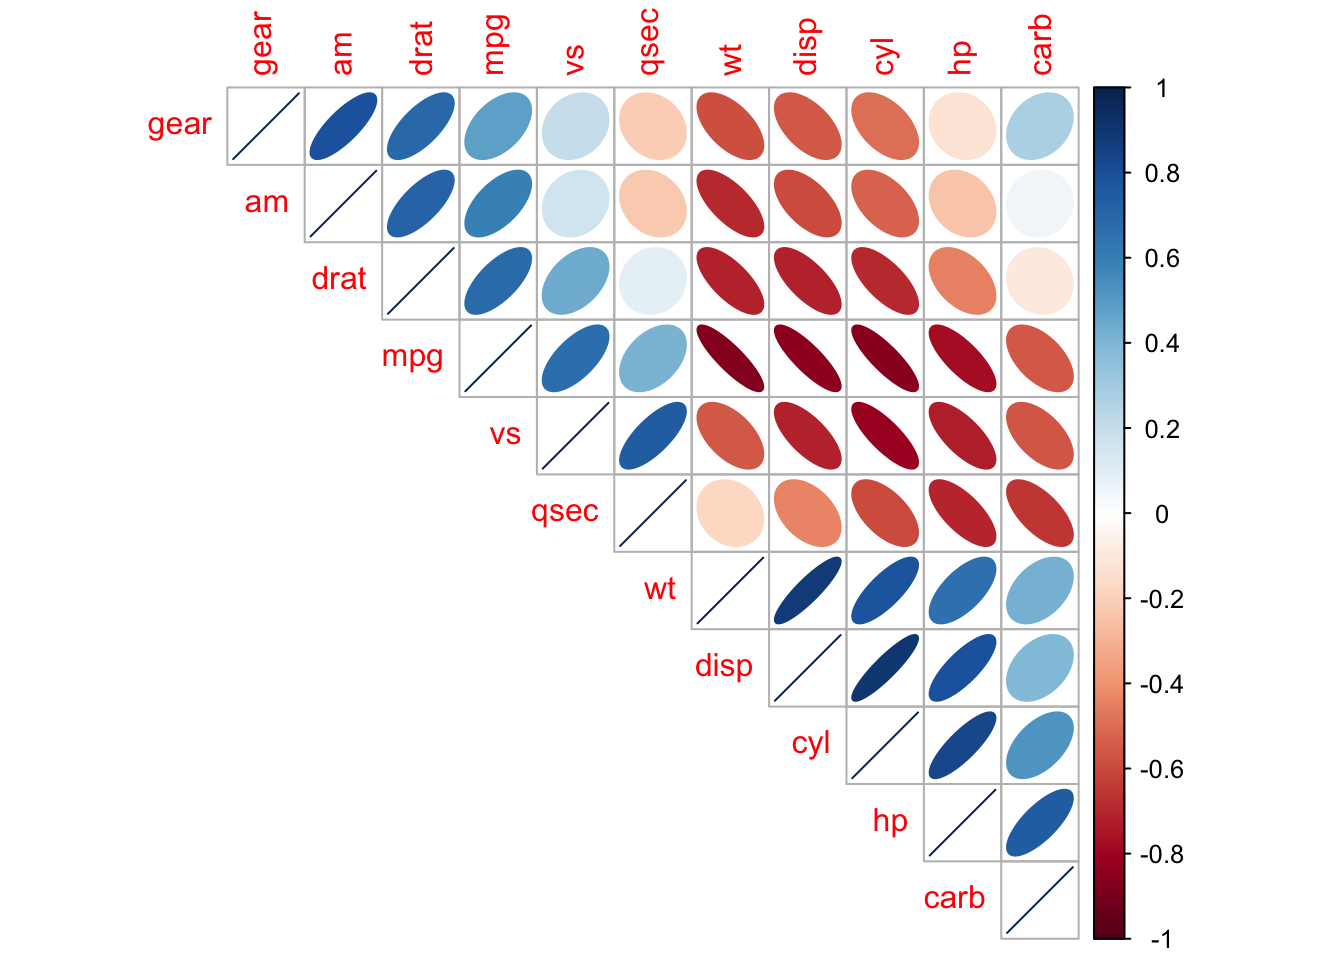 gear am drat mpg vs qsec wt disp cyl hp carb
gear
am
drat
mpg
vs
qsec
wt
disp
cyl
hp
carb
1
0.8
0.6
0.4
0.2
0
-0.2
-0.4
-0.6
-0.8
-1